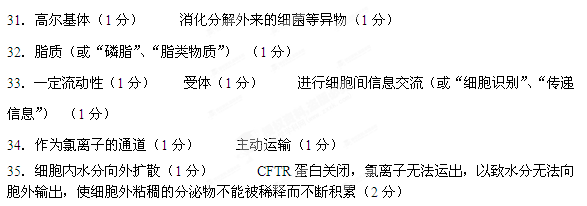 31．高尔基体（1 分）　　消化分解外来的细菌等异物（1 分）
32．脂质（或“磷脂”、“脂类物质”）　（1 分）
33．一定流动性（1 分）　　受体（1 分）　　进行细胞间信息交流（或“细胞识别”、“传递
信息”）　（1 分）
34．作为氯离子的通道（1 分）　　主动运输（1 分）
35．细胞内水分向外扩散（1 分）　　CFTR 蛋白关闭，氯离子无法运出，以致水分无法向
胞外输出，使细胞外粘稠的分泌物不能被稀释而不断积累（2 分）